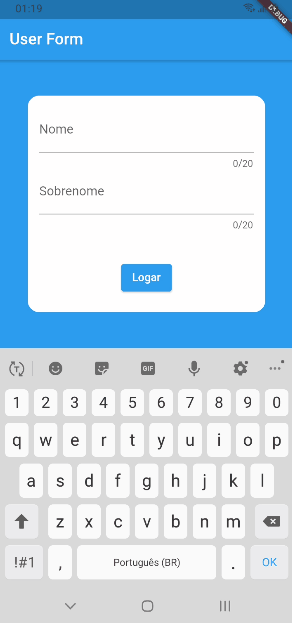 01:19
DEBUG
User Form
Nome
0/20
Sobrenome
0/20
Logar
T
GIF
1 2 3 4 5 6 7 8 9 0
q w e r t y u i o p
a s d f g h j k l
z x c v b n m
!#1 , Português (BR) . OK